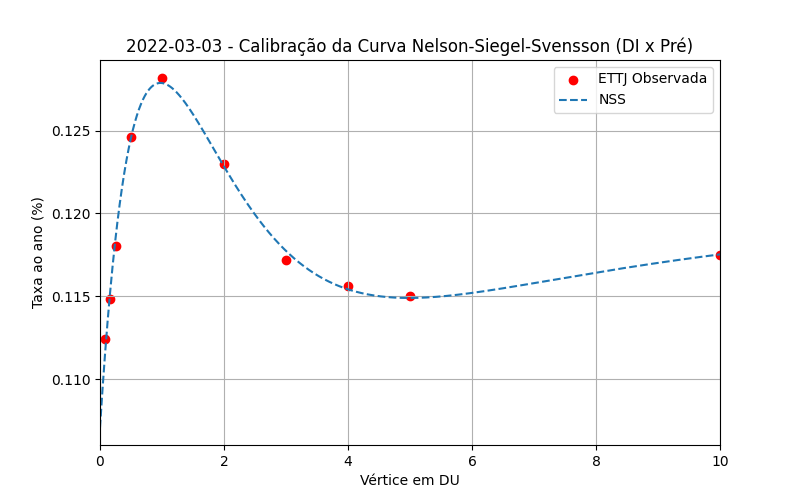 2022-03-03 - Calibração da Curva Nelson-Siegel-Svensson (DI x Pré)
ETTJ Observada
NSS
Taxa ao ano (%)
0.125
0.120
0.115
0.110
0 2 4 6 8 10
Vértice em DU